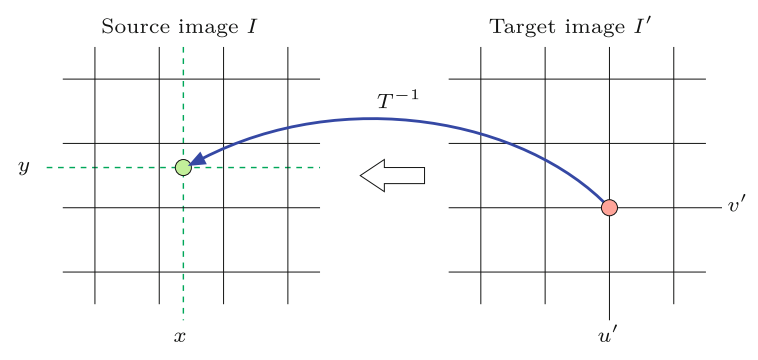 Source image I
Target image I′
T⁻¹
y
v′
x
u′